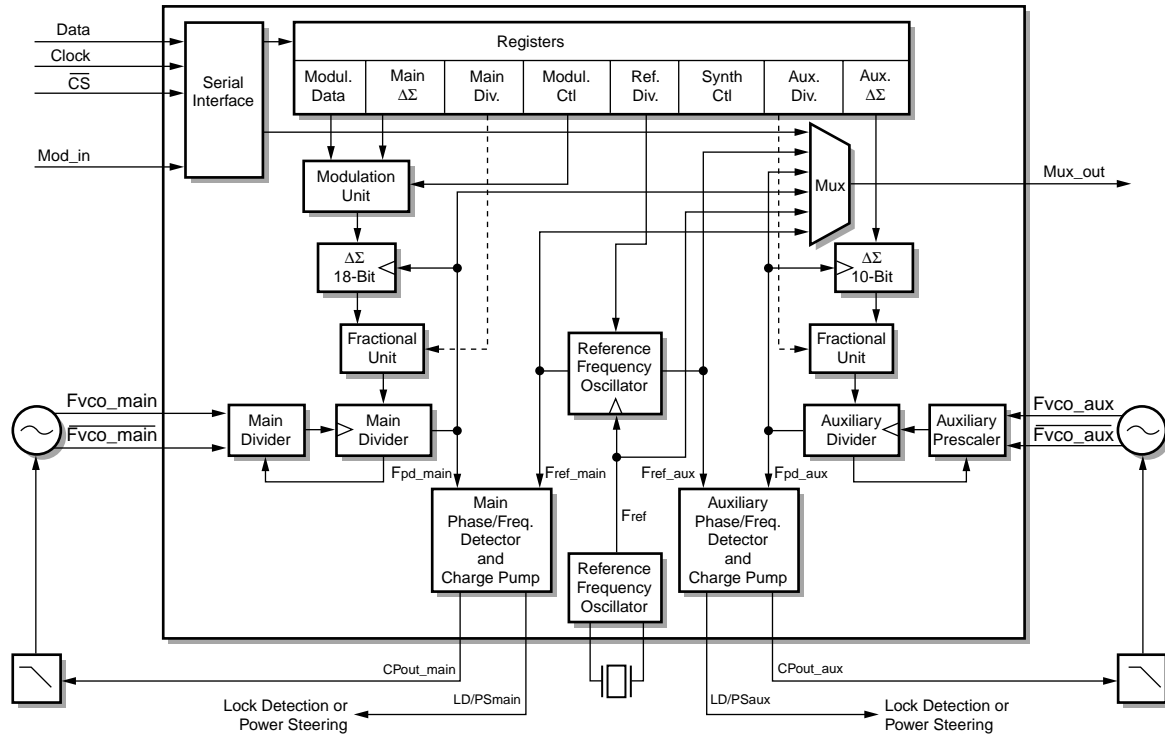 Data
Clock
CS
Mod_in
Serial
Interface
Registers
Modul.
Data
Main
ΔΣ
Main
Div.
Modul.
Ctl
Ref.
Div.
Synth
Ctl
Aux.
Div.
Aux.
ΔΣ
Modulation
Unit
Mux
Mux_out
ΔΣ
18-Bit
ΔΣ
10-Bit
Fractional
Unit
Reference
Frequency
Oscillator
Fractional
Unit
Fvco_main
Fvco_main
Main
Divider
Main
Divider
Auxiliary
Divider
Auxiliary
Prescaler
Fvco_aux
Fvco_aux
Fpd_main
Fref_main
Fref_aux
Fpd_aux
Main
Phase/Freq.
Detector
and
Charge Pump
Fref
Auxiliary
Phase/Freq.
Detector
and
Charge Pump
Reference
Frequency
Oscillator
CPout_main
CPout_aux
LD/PSmain
LD/PSaux
Lock Detection or
Power Steering
Lock Detection or
Power Steering